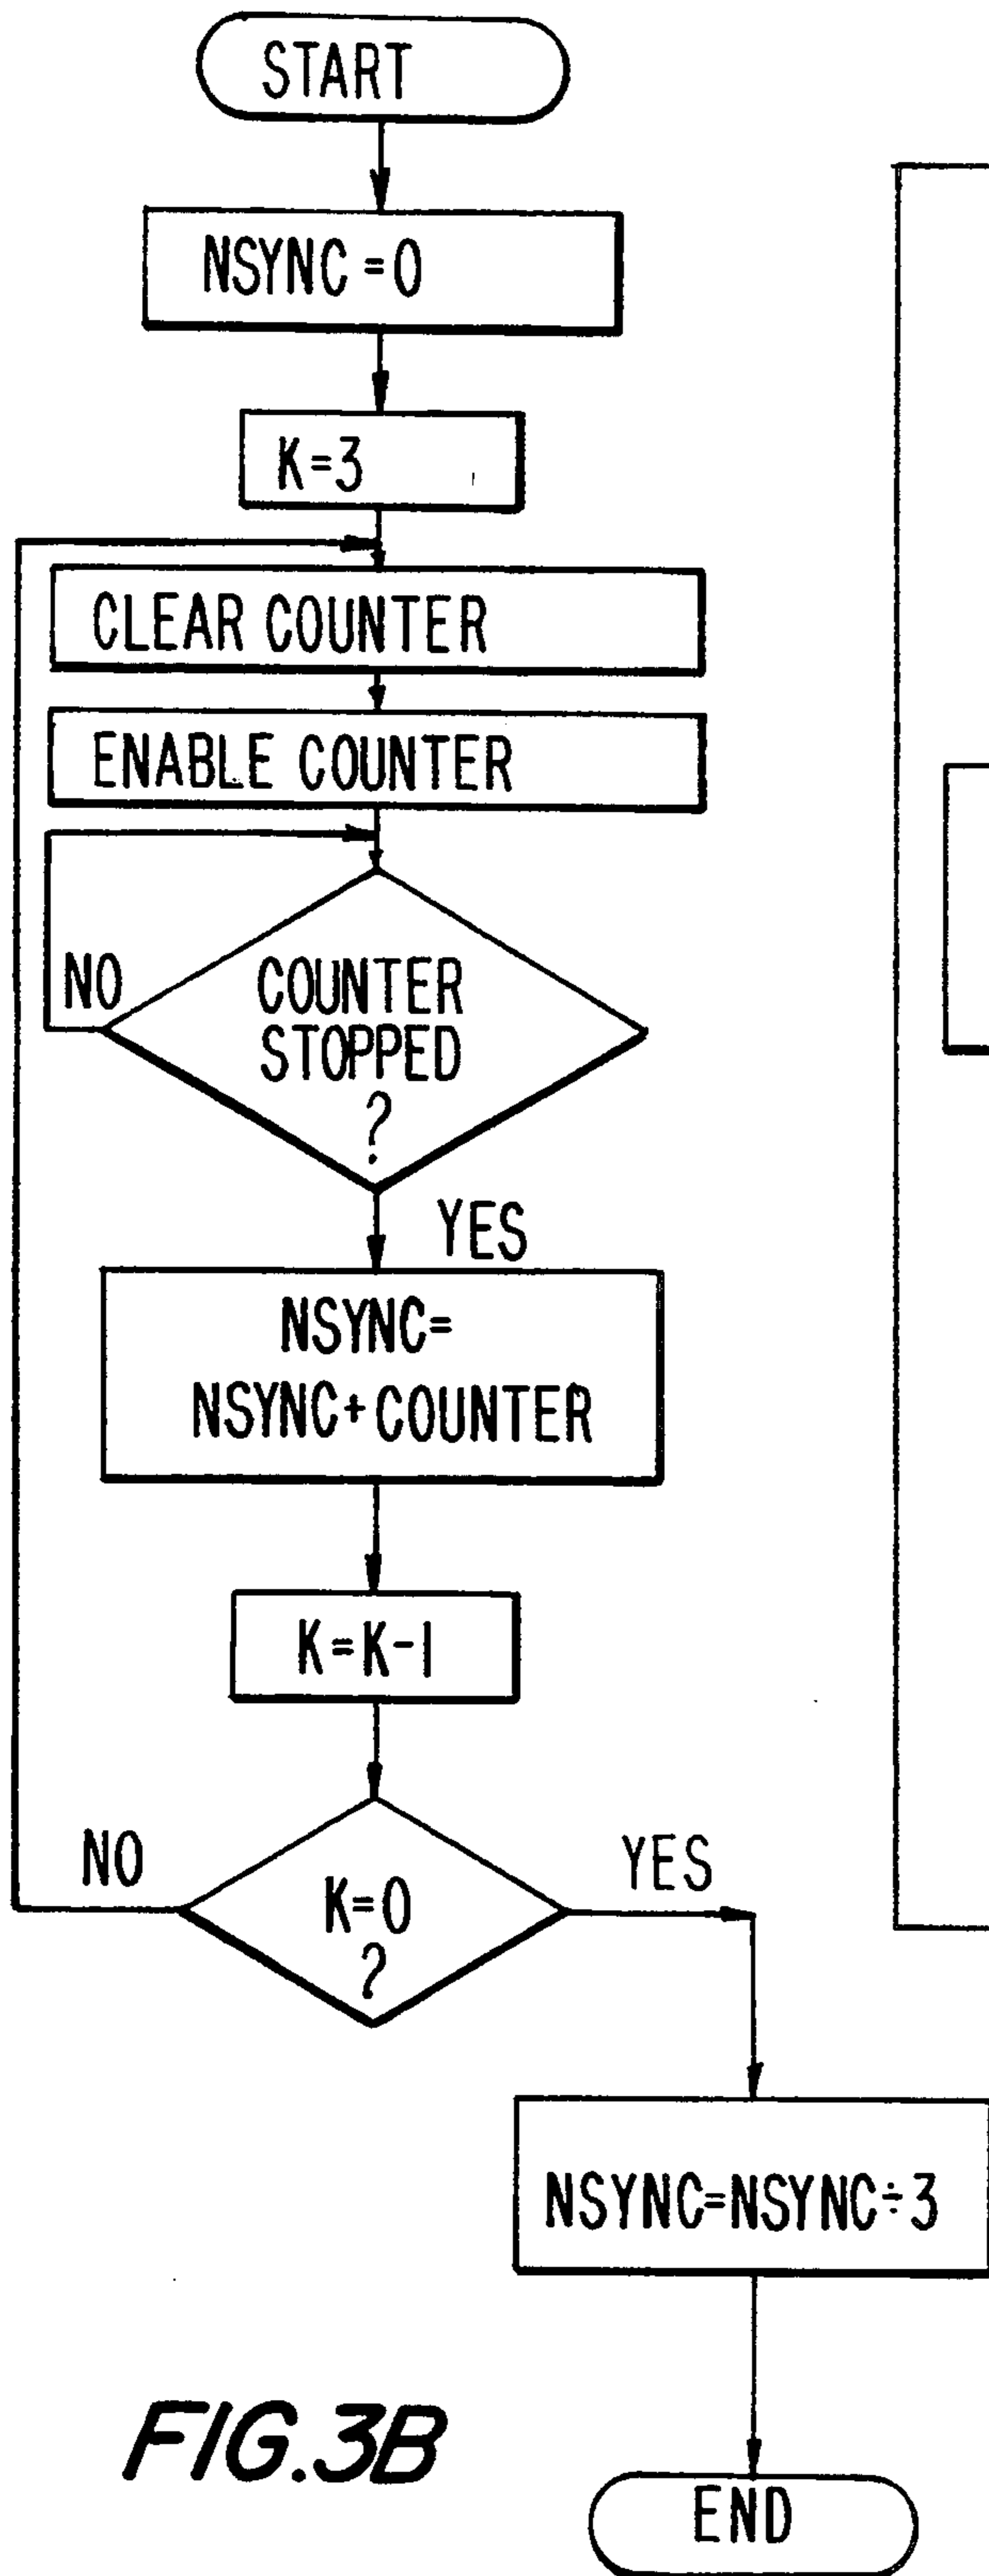 START
NSYNC=0
K=3
CLEAR COUNTER
ENABLE COUNTER
NO
COUNTER
STOPPED
?
YES
NSYNC=
NSYNC+COUNTER
K=K-1
NO
K=0
?
YES
NSYNC=NSYNC÷3
END
FIG.3B